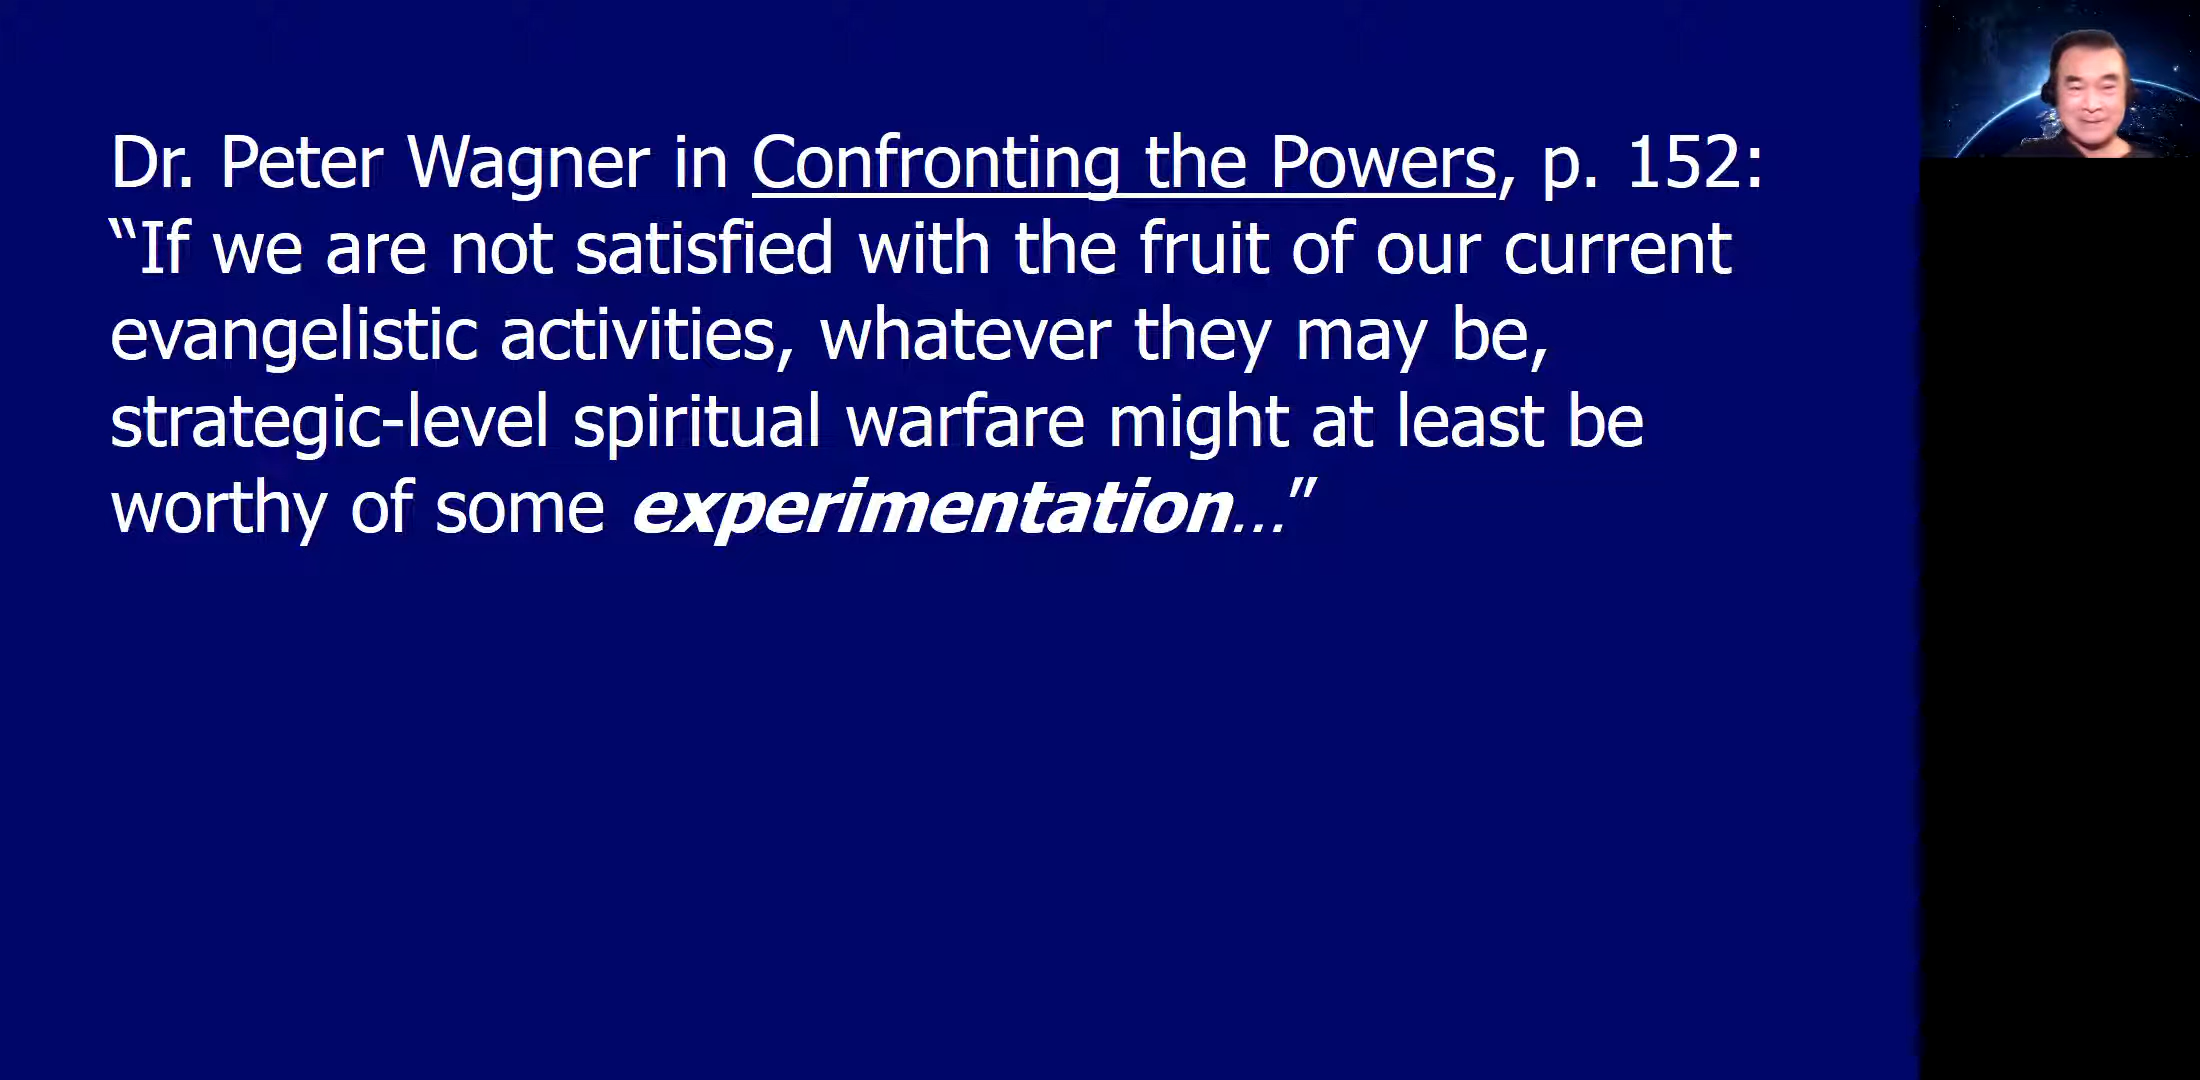 Dr. Peter Wagner in Confronting the Powers, p. 152:
“If we are not satisfied with the fruit of our current
evangelistic activities, whatever they may be,
strategic-level spiritual warfare might at least be
worthy of some experimentation…”